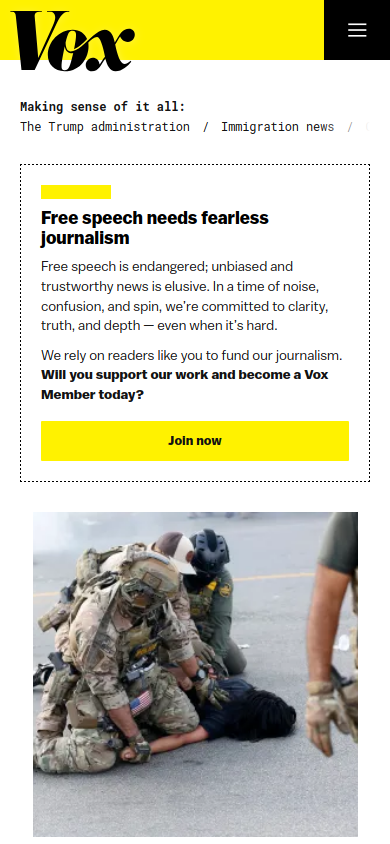 Vox
Making sense of it all:
The Trump administration / Immigration news /
Free speech needs fearless
journalism
Free speech is endangered; unbiased and
trustworthy news is elusive. In a time of noise,
confusion, and spin, we're committed to clarity,
truth, and depth — even when it's hard.
We rely on readers like you to fund our journalism.
Will you support our work and become a Vox
Member today?
Join now